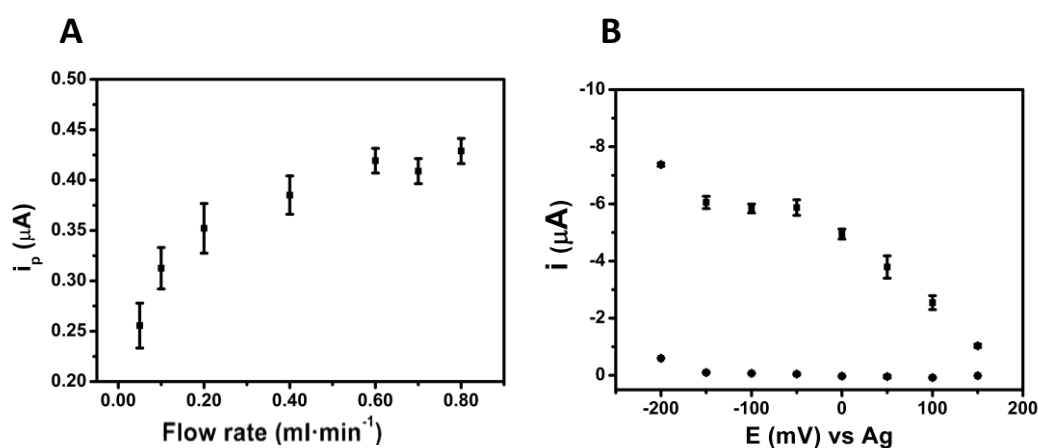 A
B
0.50
0.45
0.40
0.35
0.30
0.25
0.20
i_p (μA)
0.00 0.20 0.40 0.60 0.80
Flow rate (ml·min⁻¹)
-10
-8
-6
-4
-2
0
i (μA)
-200 -100 0 100 200
E (mV) vs Ag